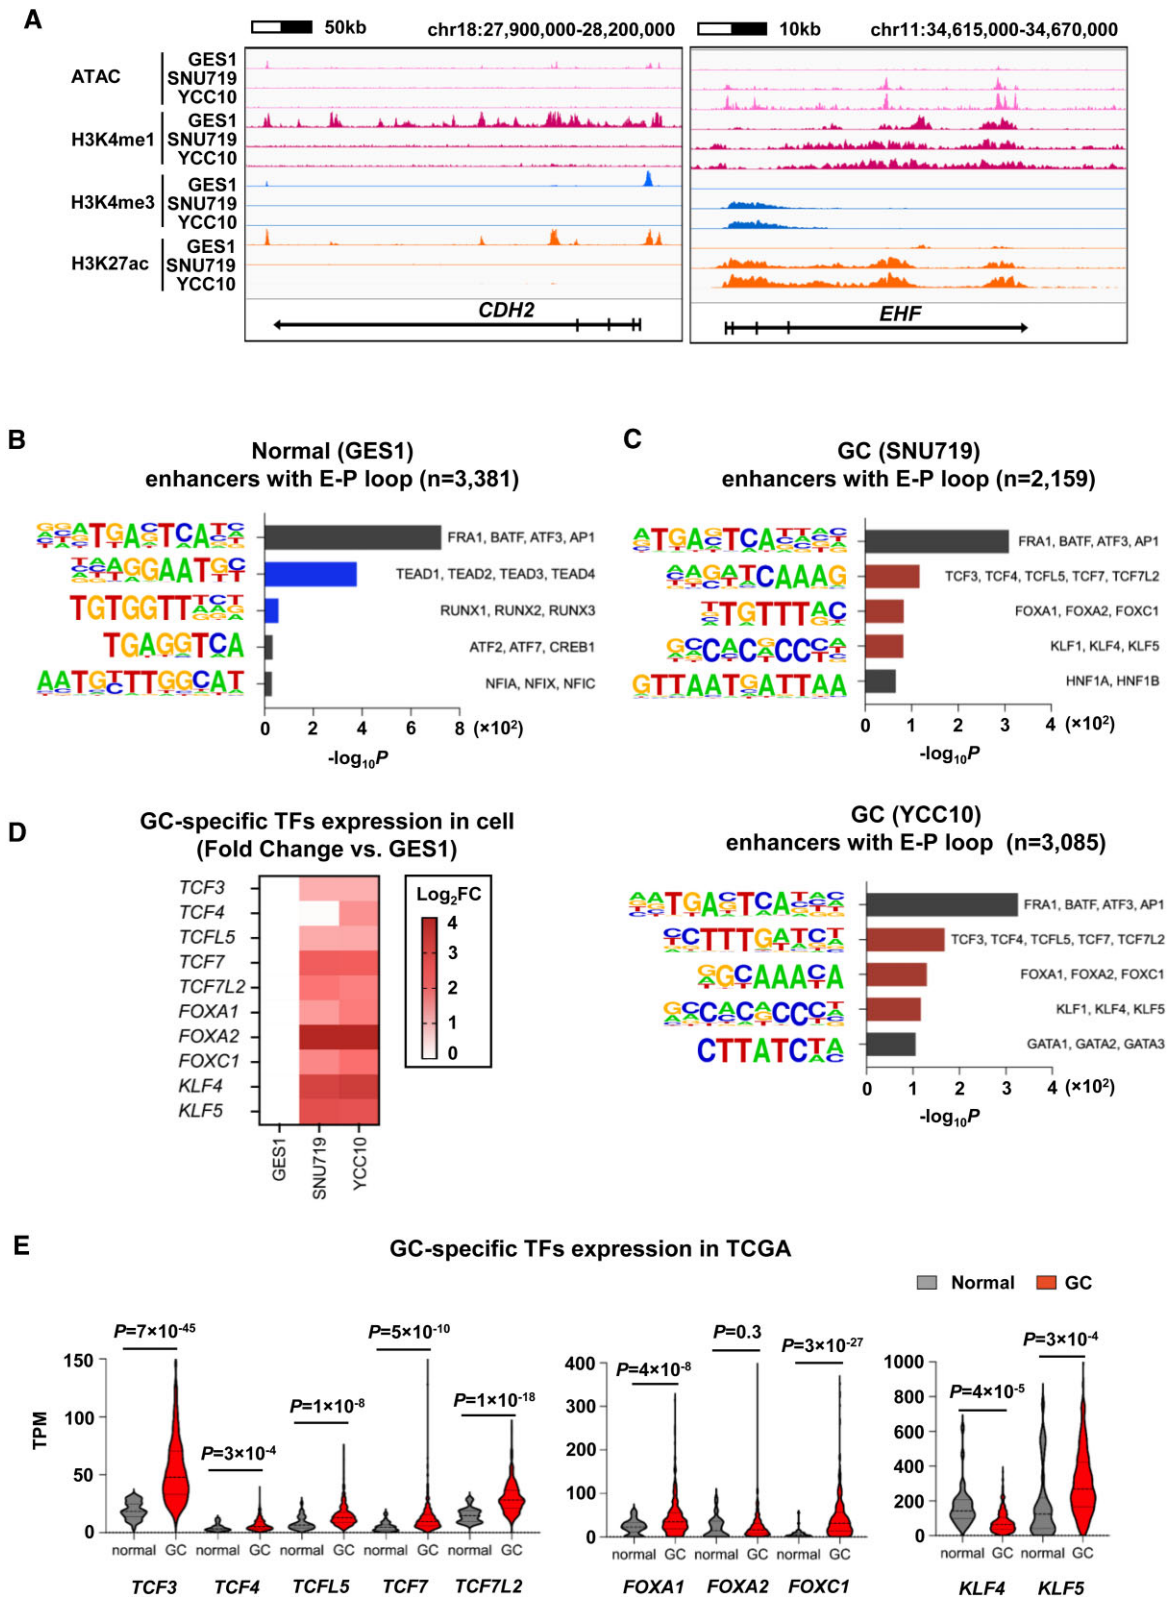 A
50kb chr18:27,900,000-28,200,000
10kb chr11:34,615,000-34,670,000
ATAC
GES1
SNU719
YCC10
H3K4me1
GES1
SNU719
YCC10
H3K4me3
GES1
SNU719
YCC10
H3K27ac
GES1
SNU719
YCC10
CDH2
EHF
B
Normal (GES1)
enhancers with E-P loop (n=3,381)
FRA1, BATF, ATF3, AP1
TEAD1, TEAD2, TEAD3, TEAD4
TGTGGTT
RUNX1, RUNX2, RUNX3
TGAGGTCA
ATF2, ATF7, CREB1
NFIA, NFIX, NFIC
0 2 4 6 8 (×10²)
-log₁₀P
C
GC (SNU719)
enhancers with E-P loop (n=2,159)
FRA1, BATF, ATF3, AP1
TCF3, TCF4, TCFL5, TCF7, TCF7L2
FOXA1, FOXA2, FOXC1
KLF1, KLF4, KLF5
GTTAATGATTAA
HNF1A, HNF1B
0 1 2 3 4 (×10²)
-log₁₀P
GC (YCC10)
enhancers with E-P loop (n=3,085)
FRA1, BATF, ATF3, AP1
TCF3, TCF4, TCFL5, TCF7, TCF7L2
FOXA1, FOXA2, FOXC1
KLF1, KLF4, KLF5
GATA1, GATA2, GATA3
0 1 2 3 4 (×10²)
-log₁₀P
D
GC-specific TFs expression in cell
(Fold Change vs. GES1)
TCF3
TCF4
TCFL5
TCF7
TCF7L2
FOXA1
FOXA2
FOXC1
KLF4
KLF5
GES1
SNU719
YCC10
Log₂FC
4
3
2
1
0
E
GC-specific TFs expression in TCGA
Normal GC
TPM
150
100
50
0
P=7×10⁻⁴⁵
P=3×10⁻⁴
P=1×10⁻⁸
P=5×10⁻¹⁰
P=1×10⁻¹⁸
normal GC normal GC normal GC normal GC normal GC
TCF3 TCF4 TCFL5 TCF7 TCF7L2
400
300
200
100
0
P=4×10⁻⁸
P=0.3
P=3×10⁻²⁷
normal GC normal GC normal GC
FOXA1 FOXA2 FOXC1
1000
600
400
200
0
P=4×10⁻⁵
P=3×10⁻⁴
normal GC normal GC
KLF4 KLF5